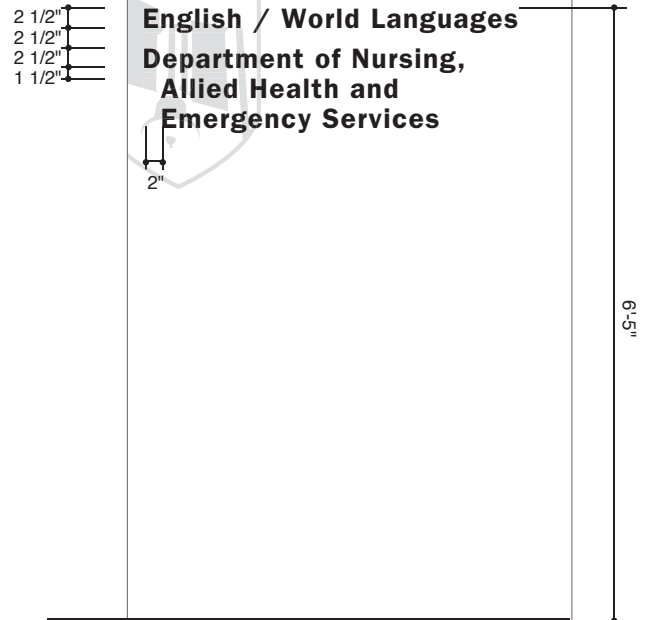 2 1/2"
English / World Languages
2 1/2"
2 1/2"
Department of Nursing,
1 1/2"
Allied Health and
Emergency Services
2"
6'-5"